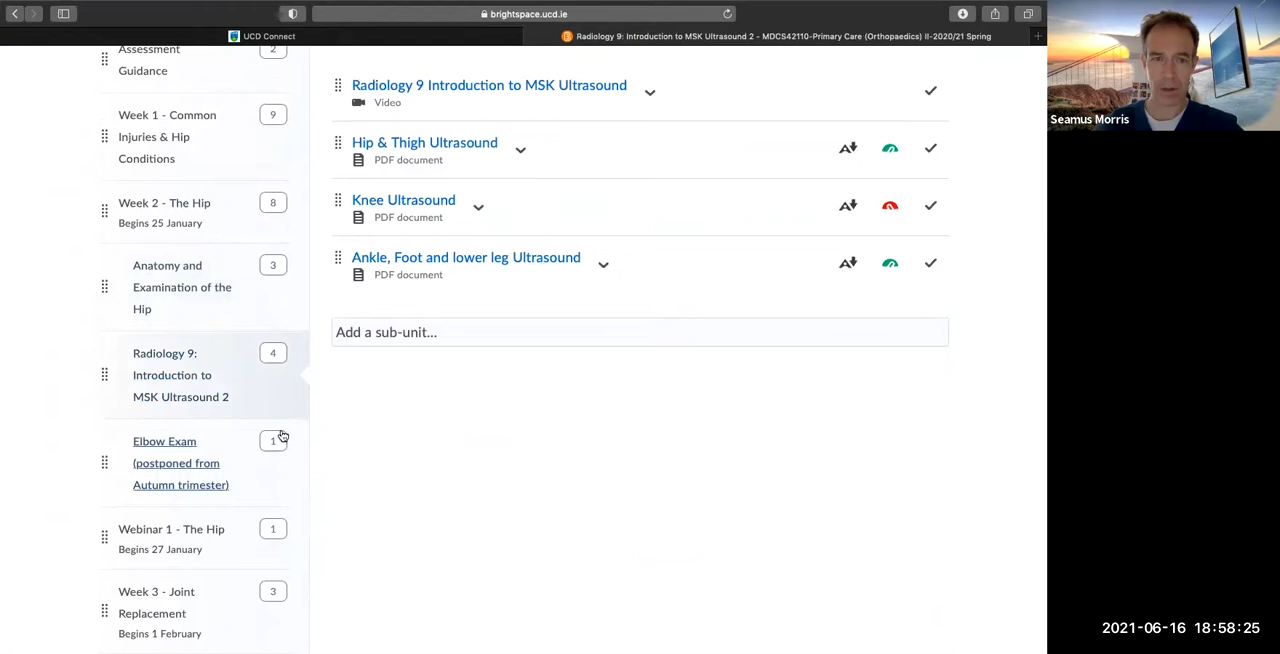 brightspace.ucd.ie
UCD Connect
Radiology 9: Introduction to MSK Ultrasound 2 - MDCS42110-Primary Care (Orthopaedics) II-2020/21 Spring
Assessment
Guidance
2
Week 1 - Common
Injuries & Hip
Conditions
9
Week 2 - The Hip
Begins 25 January
8
Anatomy and
Examination of the
Hip
3
Radiology 9:
Introduction to
MSK Ultrasound 2
4
Elbow Exam
(postponed from
Autumn trimester)
1
Webinar 1 - The Hip
Begins 27 January
1
Week 3 - Joint
Replacement
Begins 1 February
3
Radiology 9 Introduction to MSK Ultrasound
Video
Hip & Thigh Ultrasound
PDF document
Knee Ultrasound
PDF document
Ankle, Foot and lower leg Ultrasound
PDF document
Add a sub-unit...
Seamus Morris
2021-06-16 18:58:25